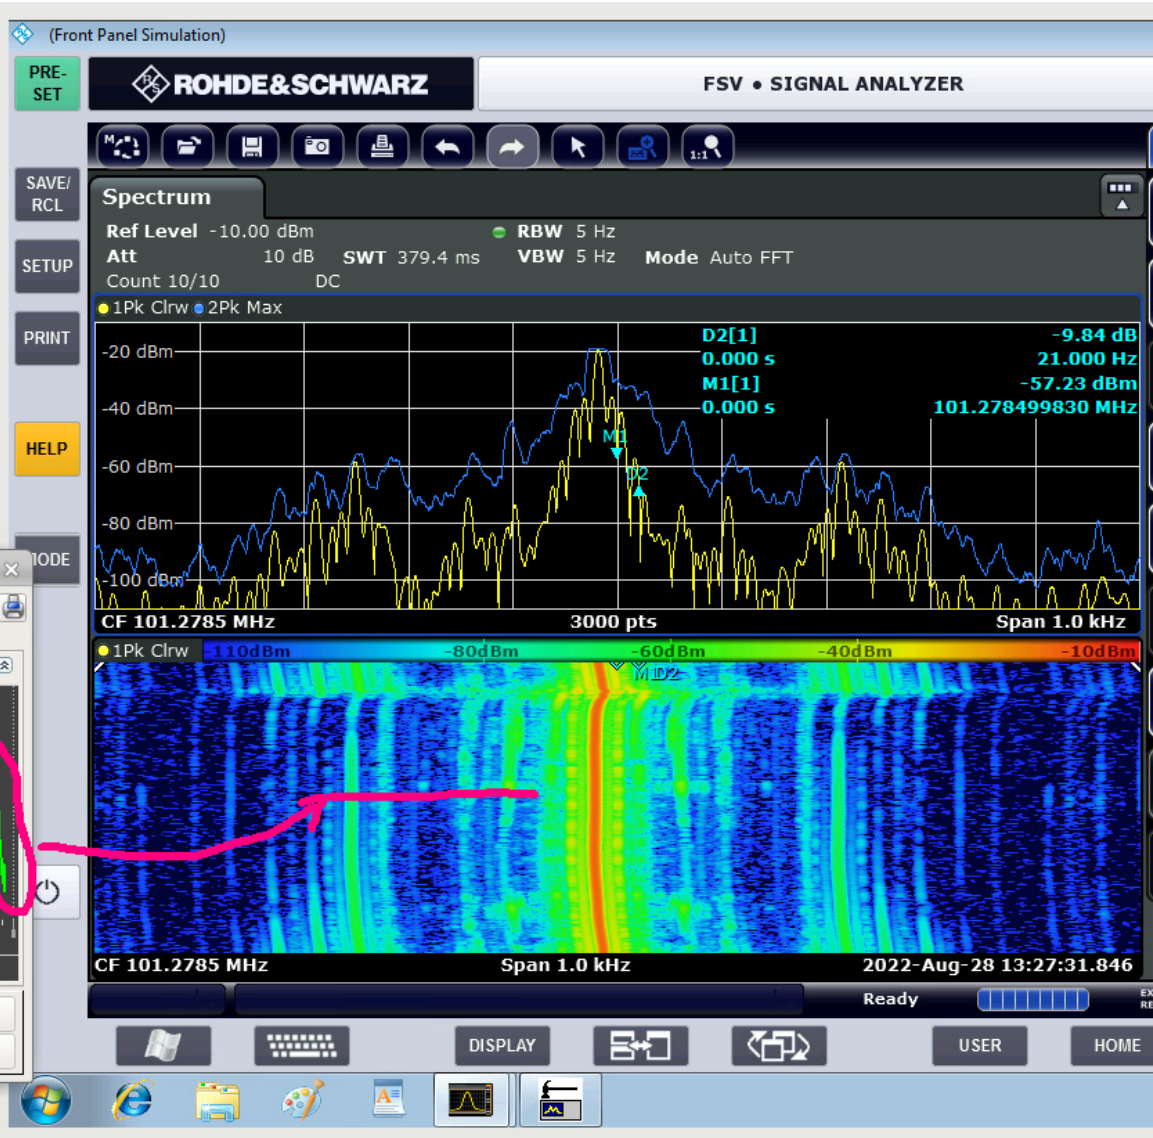 (Front Panel Simulation)
PRE-
SET
ROHDE&SCHWARZ
FSV • SIGNAL ANALYZER
SAVE/
RCL
SETUP
PRINT
HELP
MODE
1:1
Spectrum
Ref Level -10.00 dBm RBW 5 Hz
Att 10 dB SWT 379.4 ms VBW 5 Hz Mode Auto FFT
Count 10/10 DC
1Pk Clrw 2Pk Max
D2[1] -9.84 dB
0.000 s 21.000 Hz
M1[1] -57.23 dBm
0.000 s 101.278499830 MHz
-20 dBm
-40 dBm
-60 dBm
-80 dBm
-100 dBm
M1
D2
CF 101.2785 MHz 3000 pts Span 1.0 kHz
1Pk Clrw -110dBm -80dBm -60dBm -40dBm -10dBm
M1D2
CF 101.2785 MHz Span 1.0 kHz 2022-Aug-28 13:27:31.846
Ready
EX
RE
DISPLAY
USER
HOME